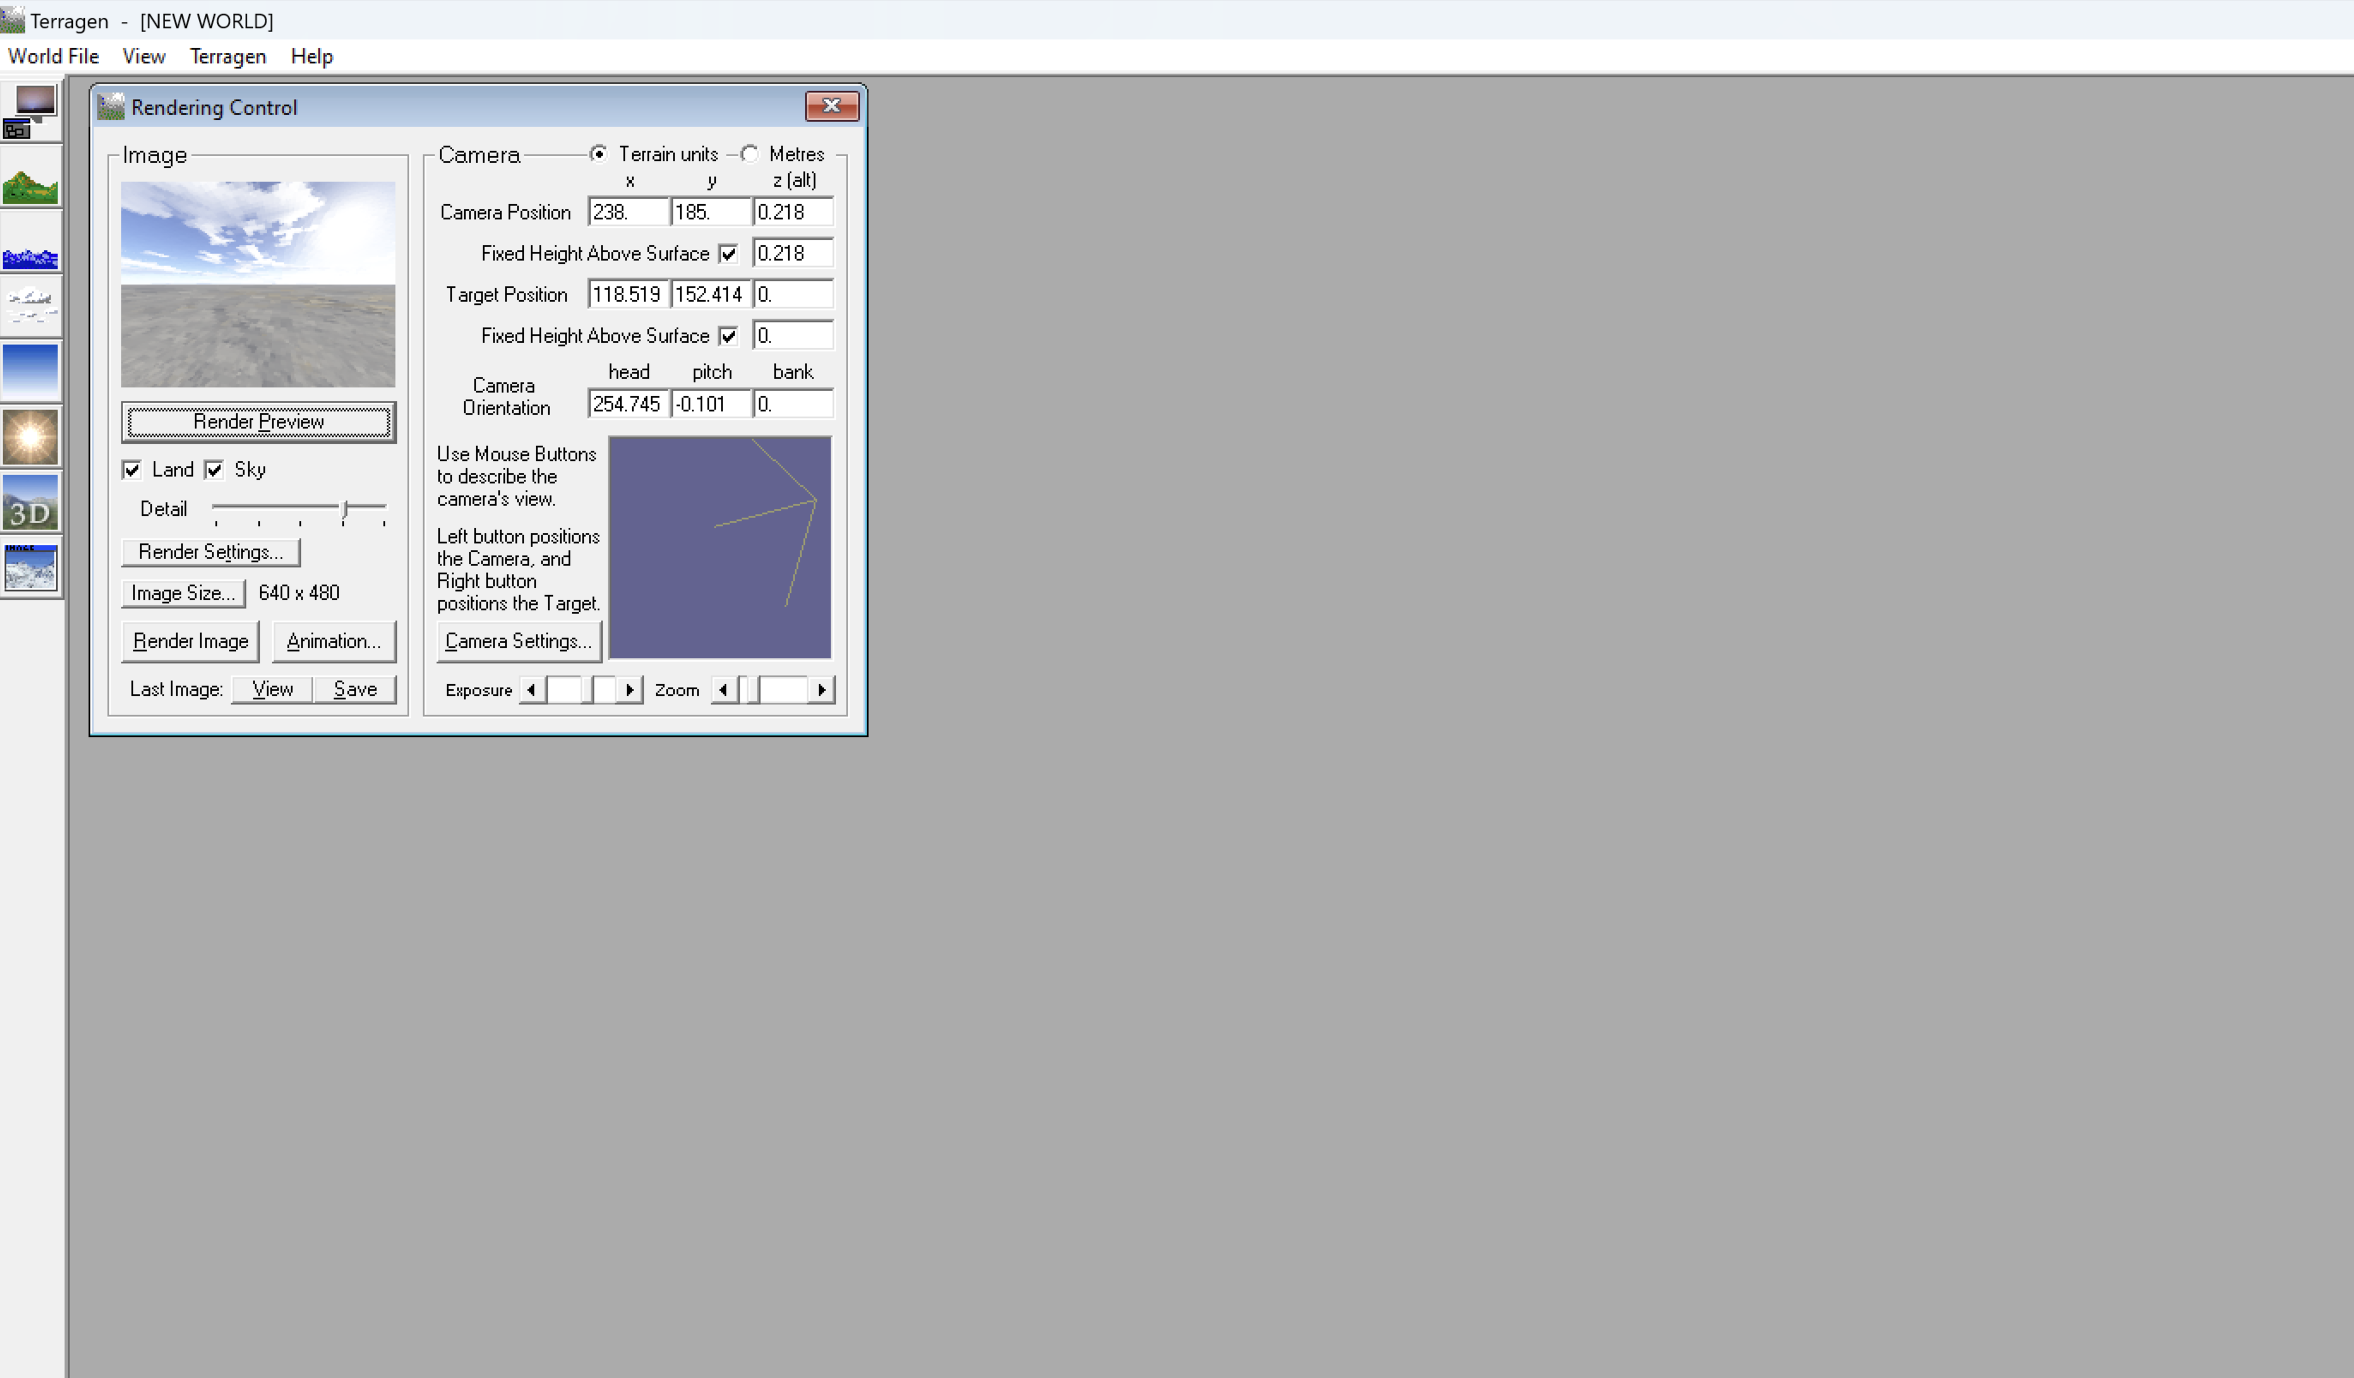 Terragen - [NEW WORLD]
World File View Terragen Help
Rendering Control
Image
Camera Terrain units Metres
x y z (alt)
Camera Position 238. 185. 0.218
Fixed Height Above Surface 0.218
Target Position 118.519 152.414 0.
Fixed Height Above Surface 0.
head pitch bank
Camera
Orientation 254.745 -0.101 0.
Render Preview
Land Sky
Detail
Render Settings...
Image Size... 640 x 480
Render Image Animation...
Last Image: View Save
Use Mouse Buttons
to describe the
camera's view.
Left button positions
the Camera, and
Right button
positions the Target.
Camera Settings...
Exposure Zoom
3D
IMAGE